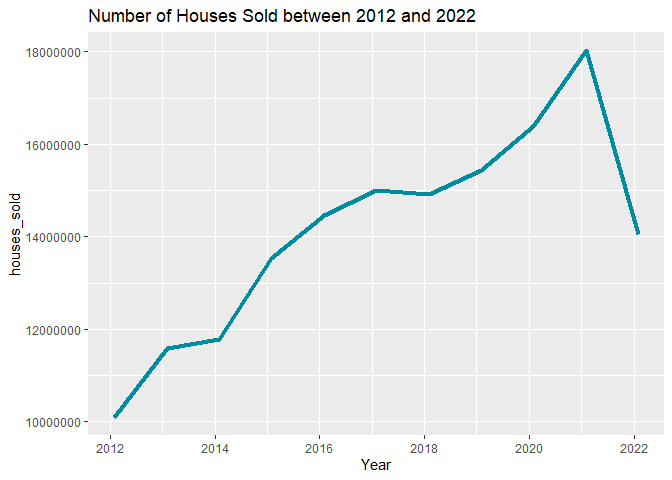 Number of Houses Sold between 2012 and 2022
18000000
16000000
14000000
12000000
10000000
houses_sold
2012 2014 2016 2018 2020 2022
Year